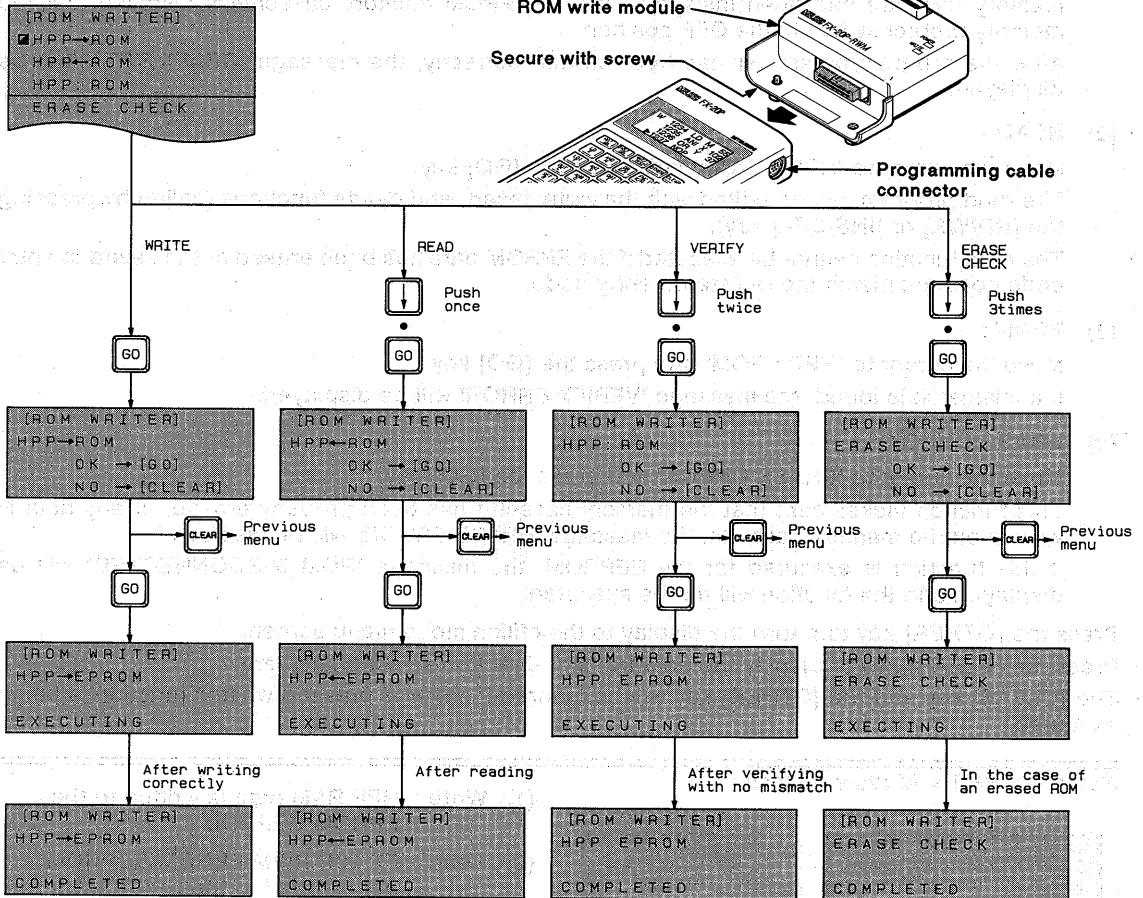 [ROM WRITER]
HPP→ROM
HPP←ROM
HPP:ROM
ERASE CHECK
ROM write module
FX-20P-RWM
Secure with screw
FX-20P
Programming cable
connector
WRITE
READ
VERIFY
ERASE
CHECK
↓
Push
once
↓
Push
twice
↓
Push
3times
GO
GO
GO
GO
[ROM WRITER]
HPP→ROM
OK →[GO]
NO →[CLEAR]
[ROM WRITER]
HPP←ROM
OK →[GO]
NO →[CLEAR]
[ROM WRITER]
HPP:ROM
OK →[GO]
NO →[CLEAR]
[ROM WRITER]
ERASE CHECK
OK →[GO]
NO →[CLEAR]
CLEAR
Previous
menu
CLEAR
Previous
menu
CLEAR
Previous
menu
CLEAR
Previous
menu
GO
GO
GO
GO
[ROM WRITER]
HPP→EPROM
EXECUTING
[ROM WRITER]
HPP←EPROM
EXECUTING
[ROM WRITER]
HPP EPROM
EXECUTING
[ROM WRITER]
ERASE CHECK
EXECTING
After writing
correctly
After reading
After verifying
with no mismatch
In the case of
an erased ROM
[ROM WRITER]
HPP→EPROM
COMPLETED
[ROM WRITER]
HPP←EPROM
COMPLETED
[ROM WRITER]
HPP EPROM
COMPLETED
[ROM WRITER]
ERASE CHECK
COMPLETED